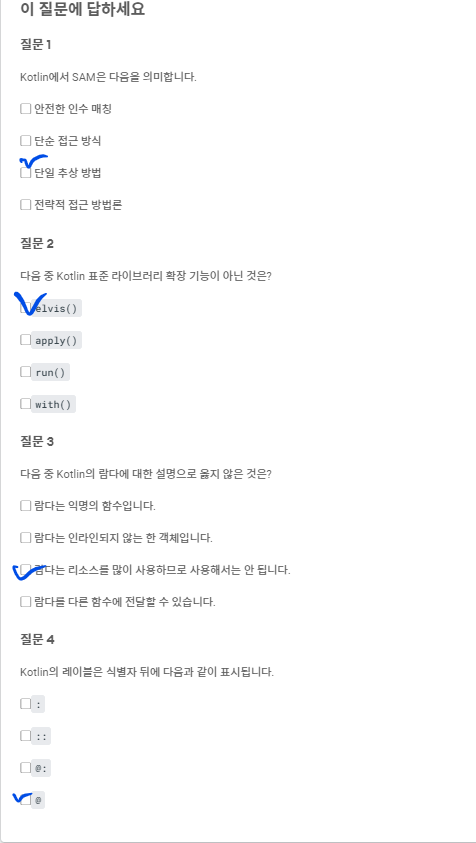 이 질문에 답하세요
질문 1
Kotlin에서 SAM은 다음을 의미합니다.
안전한 인수 매칭
단순 접근 방식
단일 추상 방법
전략적 접근 방법론
질문 2
다음 중 Kotlin 표준 라이브러리 확장 기능이 아닌 것은?
elvis()
apply()
run()
with()
질문 3
다음 중 Kotlin의 람다에 대한 설명으로 옳지 않은 것은?
람다는 익명의 함수입니다.
람다는 인라인되지 않는 한 객체입니다.
람다는 리소스를 많이 사용하므로 사용해서는 안 됩니다.
람다를 다른 함수에 전달할 수 있습니다.
질문 4
Kotlin의 레이블은 식별자 뒤에 다음과 같이 표시됩니다.
:
::
@:
@